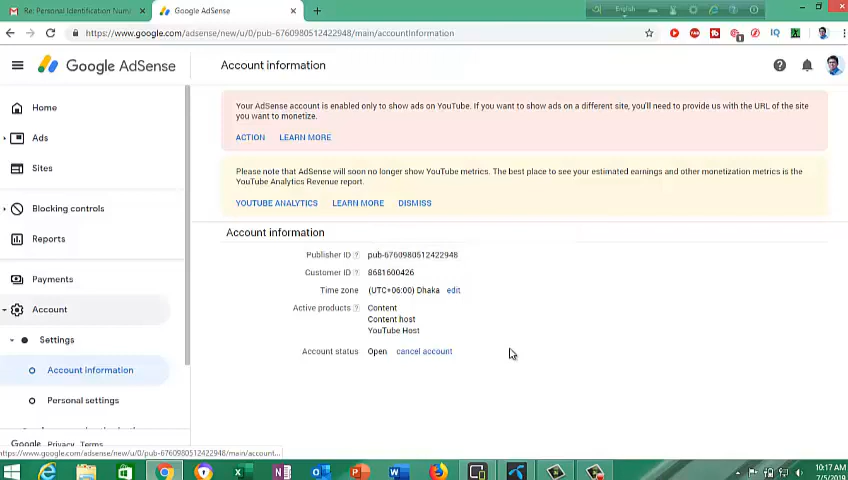 Re: Personal Identification Num
Google AdSense
English
https://www.google.com/adsense/new/u/0/pub-6760980512422948/main/accountInformation
Google AdSense
Account information
Home
Ads
Sites
Blocking controls
Reports
Payments
Account
Settings
Account information
Personal settings
Google Privacy Terms
Your AdSense account is enabled only to show ads on YouTube. If you want to show ads on a different site, you'll need to provide us with the URL of the site
you want to monetize.
ACTION LEARN MORE
Please note that AdSense will soon no longer show YouTube metrics. The best place to see your estimated earnings and other monetization metrics is the
YouTube Analytics Revenue report.
YOUTUBE ANALYTICS LEARN MORE DISMISS
Account information
Publisher ID pub-6760980512422948
Customer ID 8681600426
Time zone (UTC+06:00) Dhaka edit
Active products Content
Content host
YouTube Host
Account status Open cancel account
https://www.google.com/adsense/new/u/0/pub-6760980512422948/main/account...
10:17 AM
7/5/2019